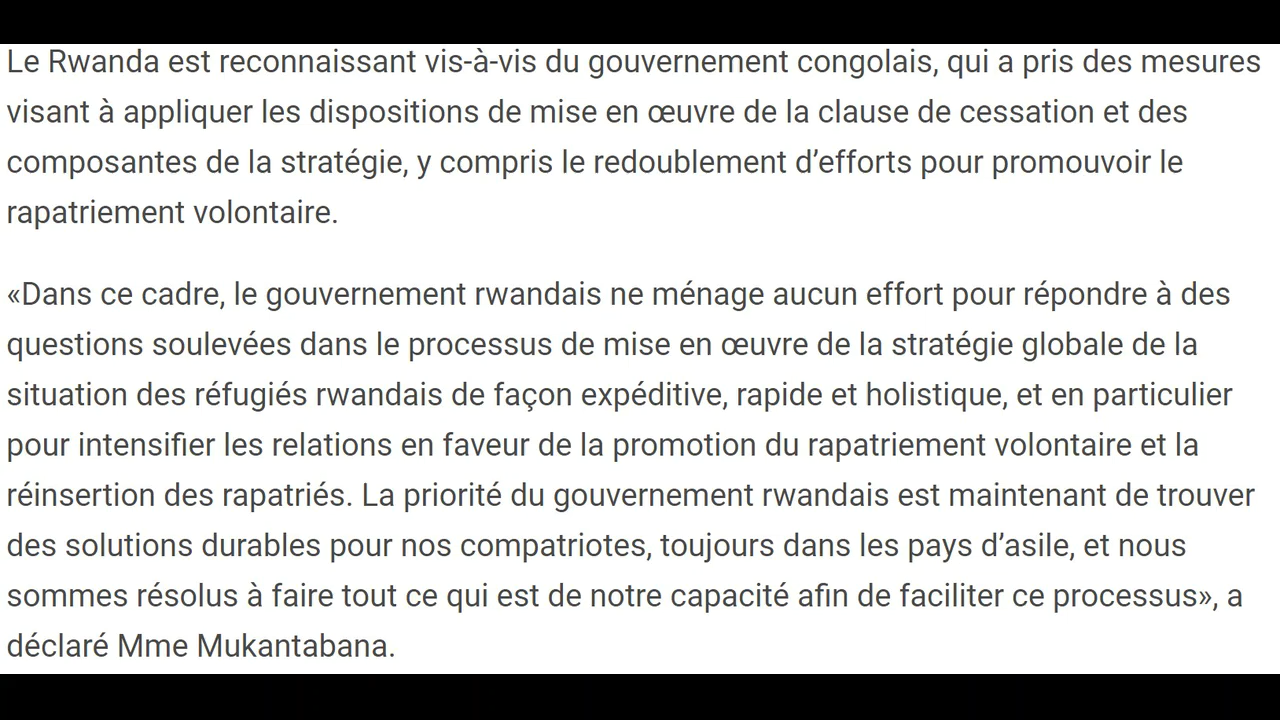 Le Rwanda est reconnaissant vis-à-vis du gouvernement congolais, qui a pris des mesures
visant à appliquer les dispositions de mise en œuvre de la clause de cessation et des
composantes de la stratégie, y compris le redoublement d’efforts pour promouvoir le
rapatriement volontaire.
«Dans ce cadre, le gouvernement rwandais ne ménage aucun effort pour répondre à des
questions soulevées dans le processus de mise en œuvre de la stratégie globale de la
situation des réfugiés rwandais de façon expéditive, rapide et holistique, et en particulier
pour intensifier les relations en faveur de la promotion du rapatriement volontaire et la
réinsertion des rapatriés. La priorité du gouvernement rwandais est maintenant de trouver
des solutions durables pour nos compatriotes, toujours dans les pays d’asile, et nous
sommes résolus à faire tout ce qui est de notre capacité afin de faciliter ce processus», a
déclaré Mme Mukantabana.